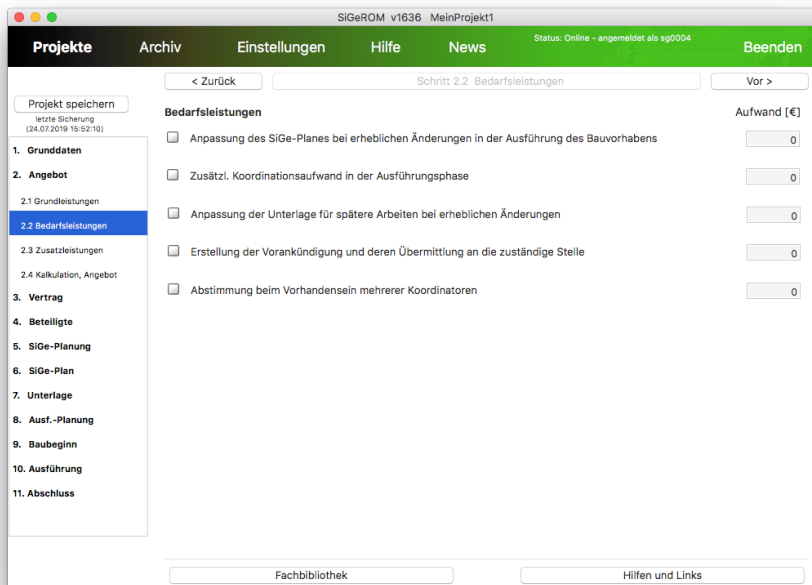 SiGeROM v1636 MeinProjekt1
Projekte Archiv Einstellungen Hilfe News Status: Online - angemeldet als sg0004 Beenden
< Zurück Schritt 2.2 Bedarfsleistungen Vor >
Projekt speichern
letzte Sicherung
(24.07.2019 15:52:10)
1. Grunddaten
2. Angebot
2.1 Grundleistungen
2.2 Bedarfsleistungen
2.3 Zusatzleistungen
2.4 Kalkulation, Angebot
3. Vertrag
4. Beteiligte
5. SiGe-Planung
6. SiGe-Plan
7. Unterlage
8. Ausf.-Planung
9. Baubeginn
10. Ausführung
11. Abschluss
Bedarfsleistungen Aufwand [€]
Anpassung des SiGe-Planes bei erheblichen Änderungen in der Ausführung des Bauvorhabens 0
Zusätzl. Koordinationsaufwand in der Ausführungsphase 0
Anpassung der Unterlage für spätere Arbeiten bei erheblichen Änderungen 0
Erstellung der Vorankündigung und deren Übermittlung an die zuständige Stelle 0
Abstimmung beim Vorhandensein mehrerer Koordinatoren 0
Fachbibliothek Hilfen und Links